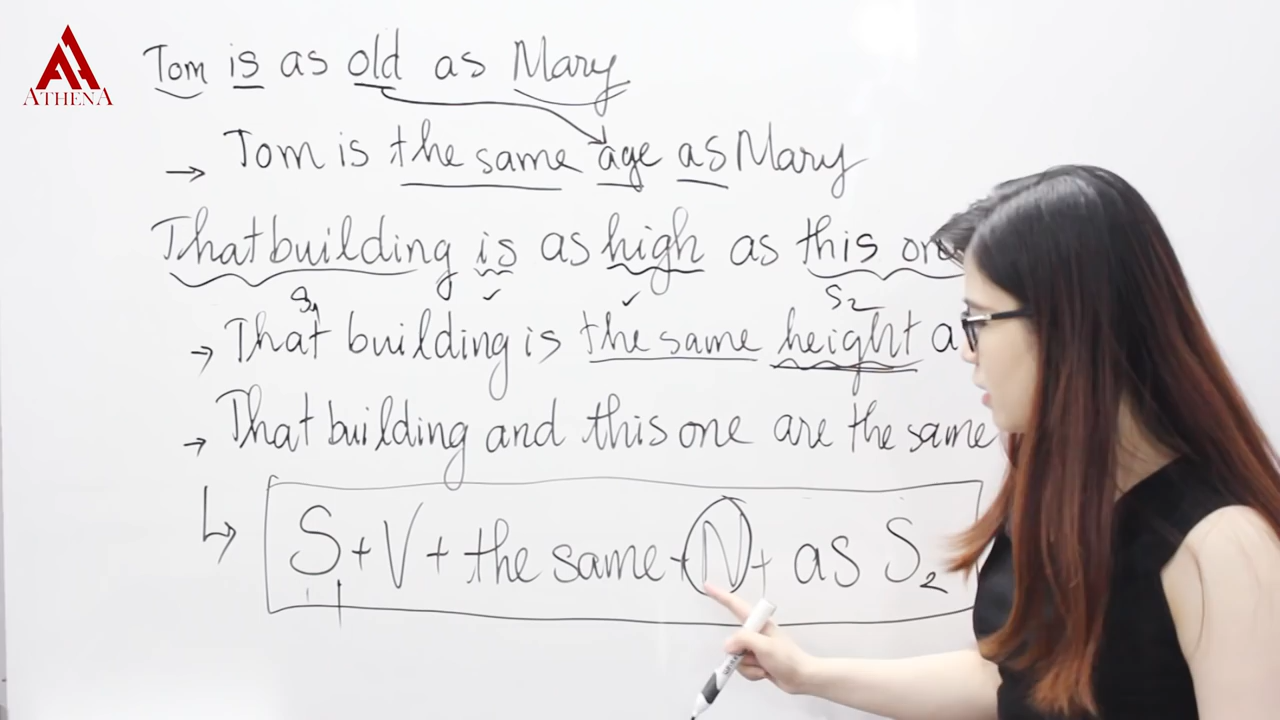 ATHENA
Tom is as old as Mary
→ Tom is the same age as Mary
That building is as high as this
S1 S2
→ That building is the same height
→ That building and this one are the same
S + V + the same + N + as S2